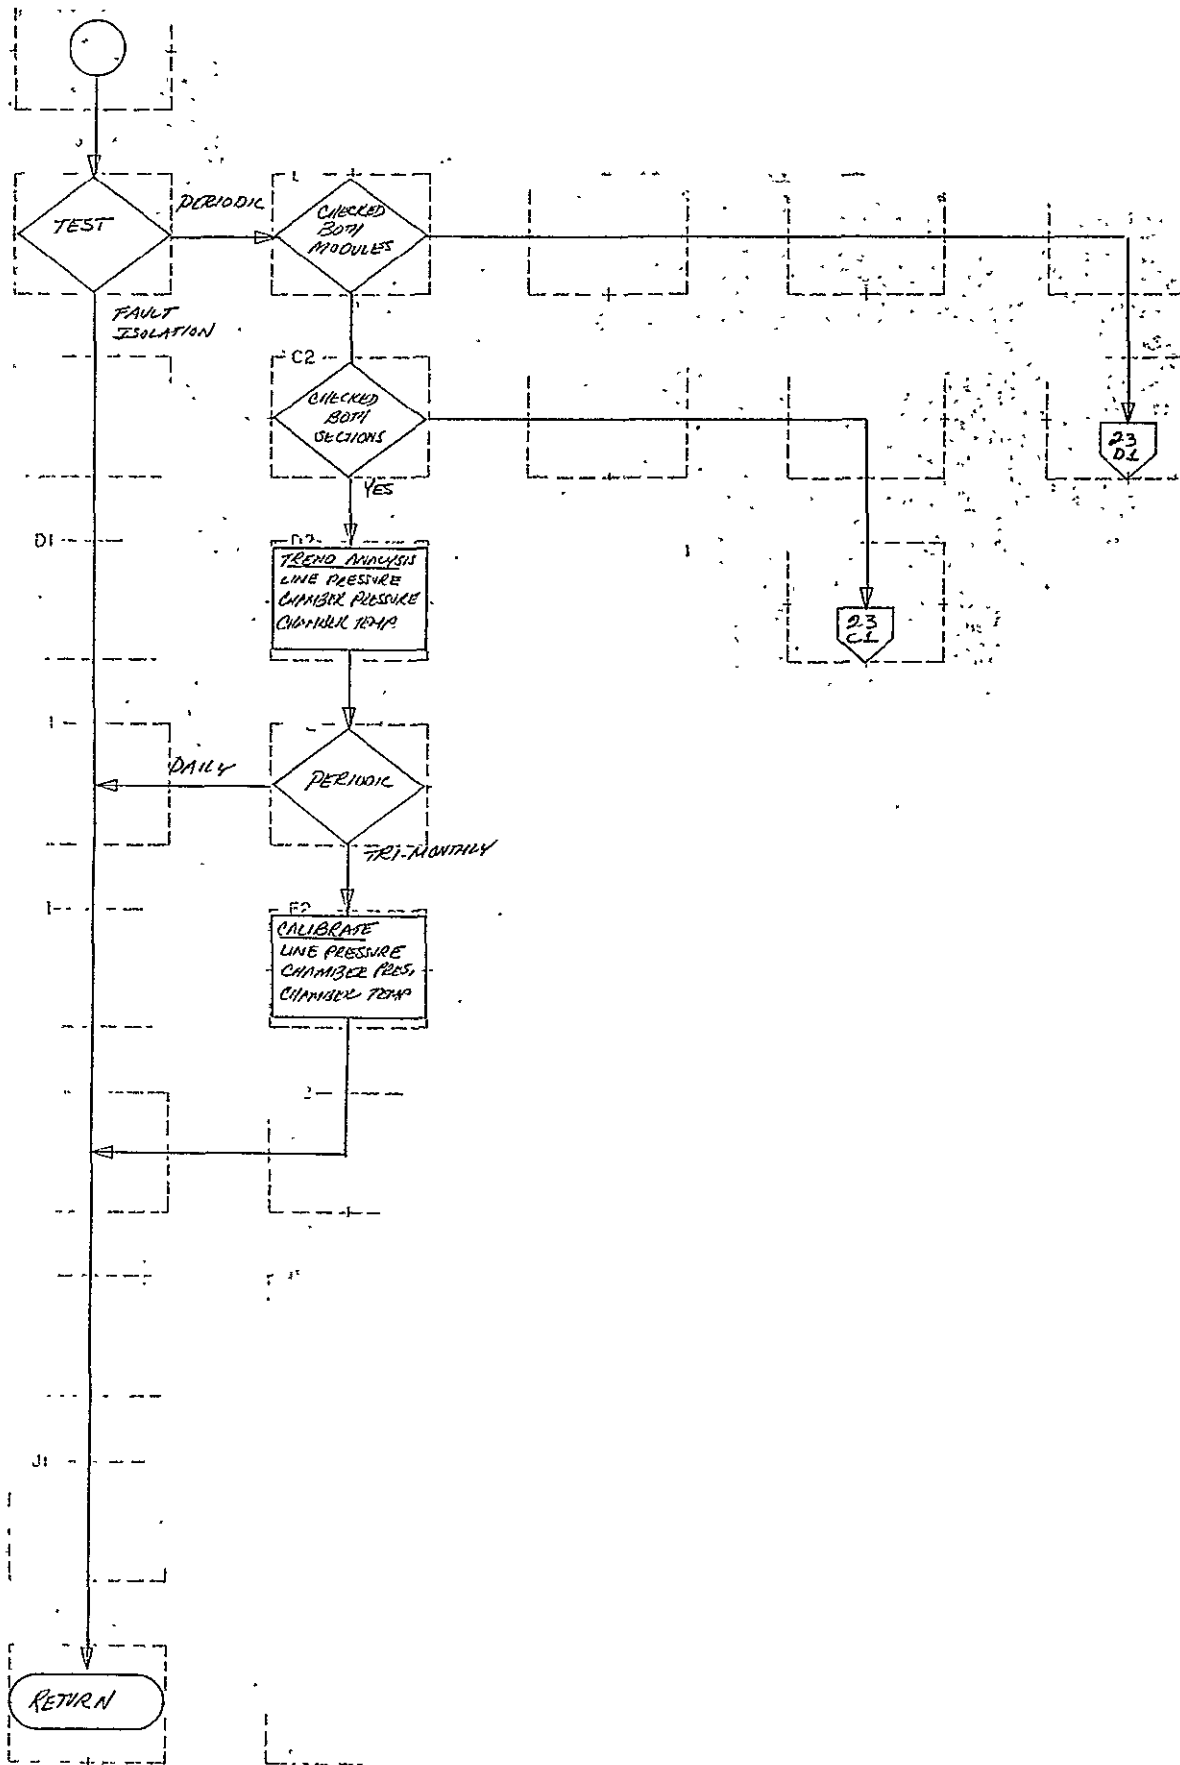 TEST
PERIODIC
CHECKED
BOTH
MODULES
FAULT
ISOLATION
C2
CHECKED
BOTH
SECTIONS
23
D1
YES
D1
D2
TREND ANALYSIS
LINE PRESSURE
CHAMBER PRESSURE
CHAMBER TEMP.
23
C1
DAILY
PERIODIC
TRI-MONTHLY
CALIBRATE
LINE PRESSURE
CHAMBER PRES,
CHAMBER TEMP
J1
RETURN